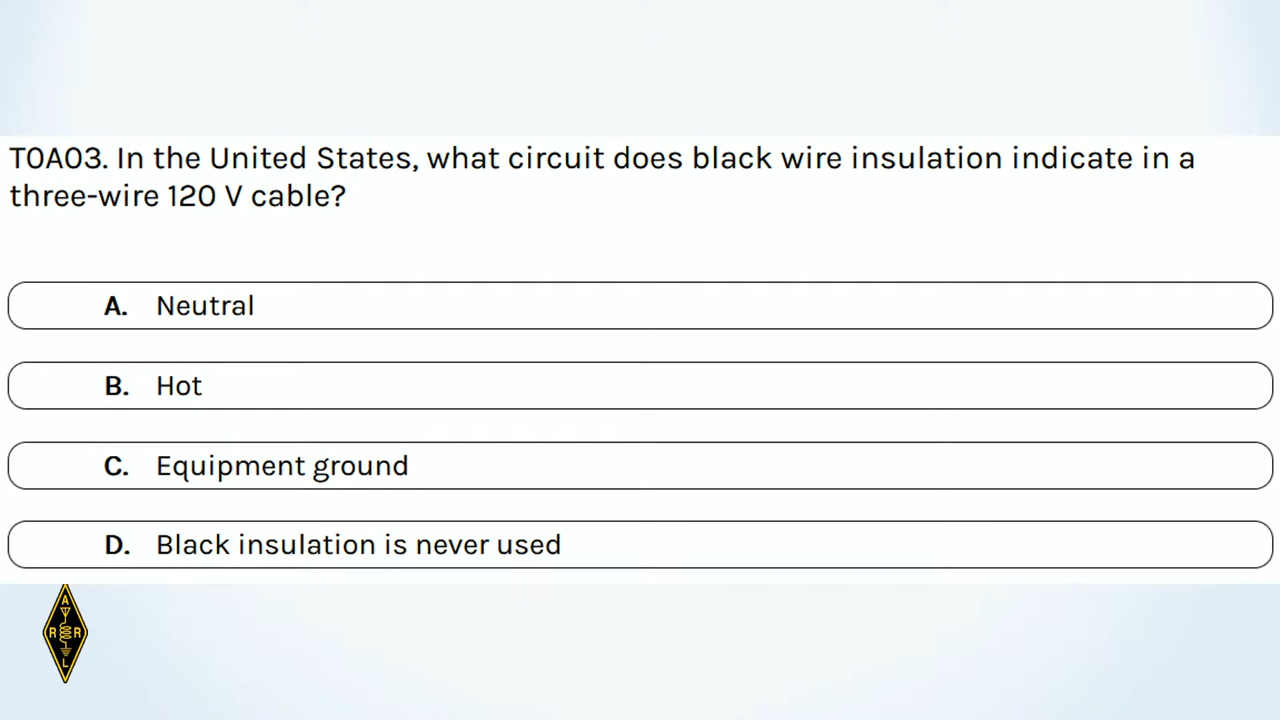 T0A03. In the United States, what circuit does black wire insulation indicate in a
three-wire 120 V cable?
A. Neutral
B. Hot
C. Equipment ground
D. Black insulation is never used
A
R R
L